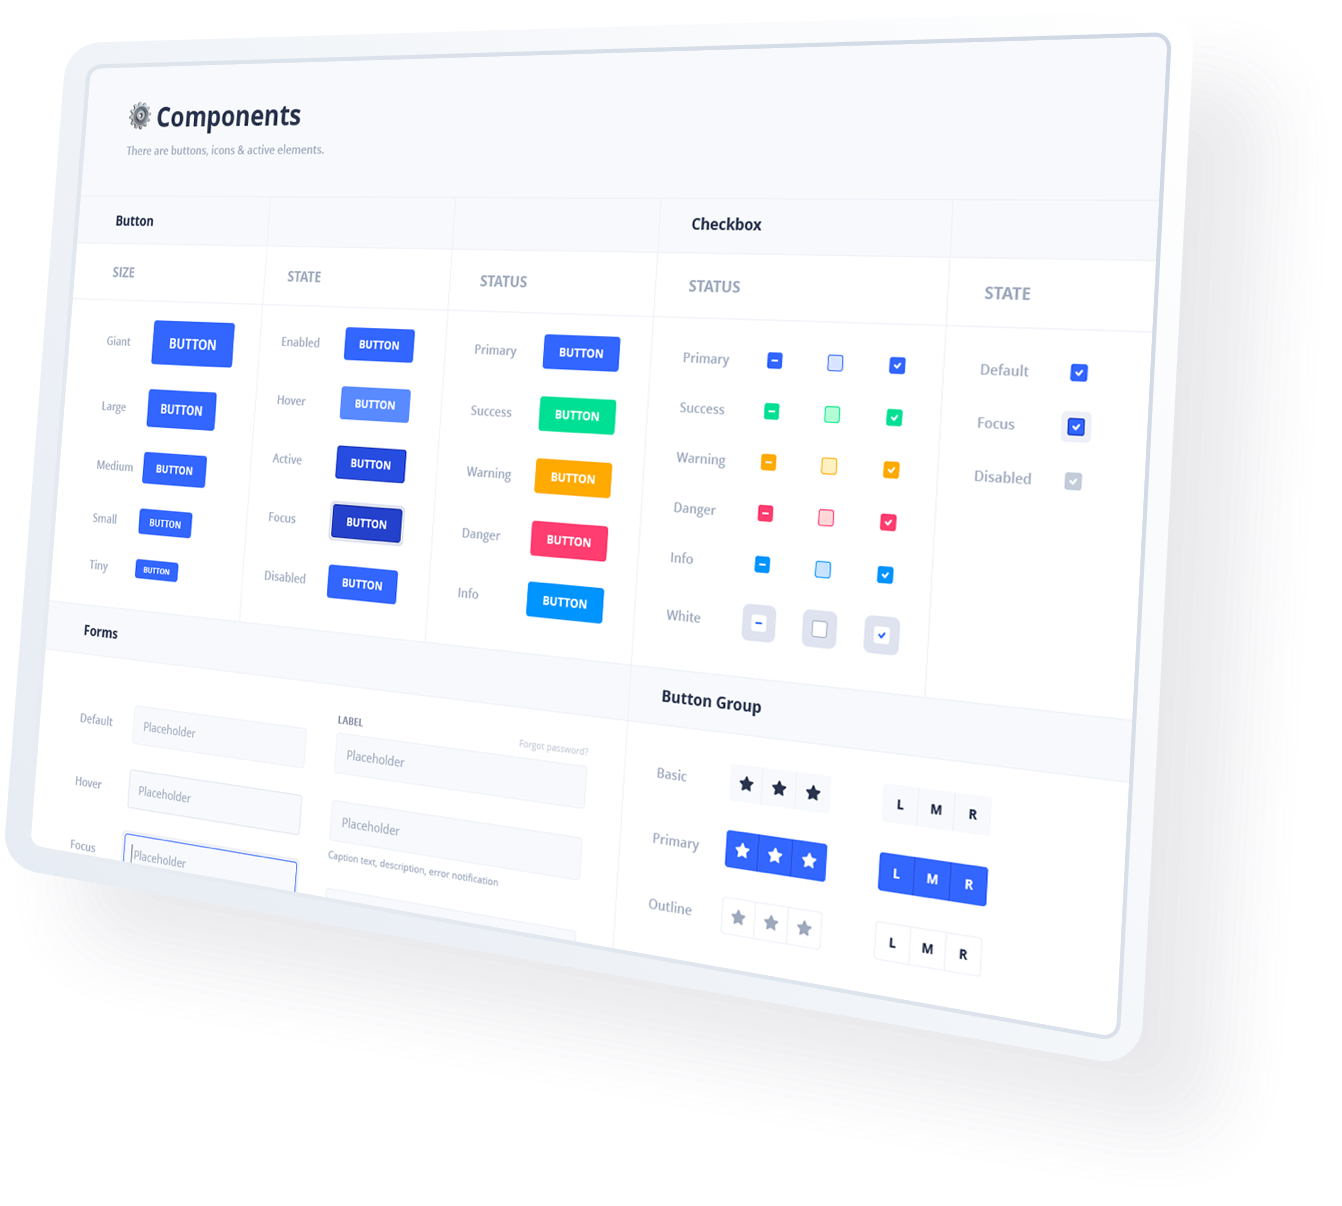 Components
There are buttons, icons & active elements.
Button
Checkbox
SIZE
STATE
STATUS
STATUS
STATE
Giant BUTTON
Large BUTTON
Medium BUTTON
Small BUTTON
Tiny BUTTON
Enabled BUTTON
Hover BUTTON
Active BUTTON
Focus BUTTON
Disabled BUTTON
Primary BUTTON
Success BUTTON
Warning BUTTON
Danger BUTTON
Info BUTTON
Primary
Success
Warning
Danger
Info
White
Default
Focus
Disabled
Forms
Default Placeholder
Hover Placeholder
Focus Placeholder
LABEL
Forgot password?
Placeholder
Placeholder
Caption text, description, error notification
Button Group
Basic L M R
Primary L M R
Outline L M R